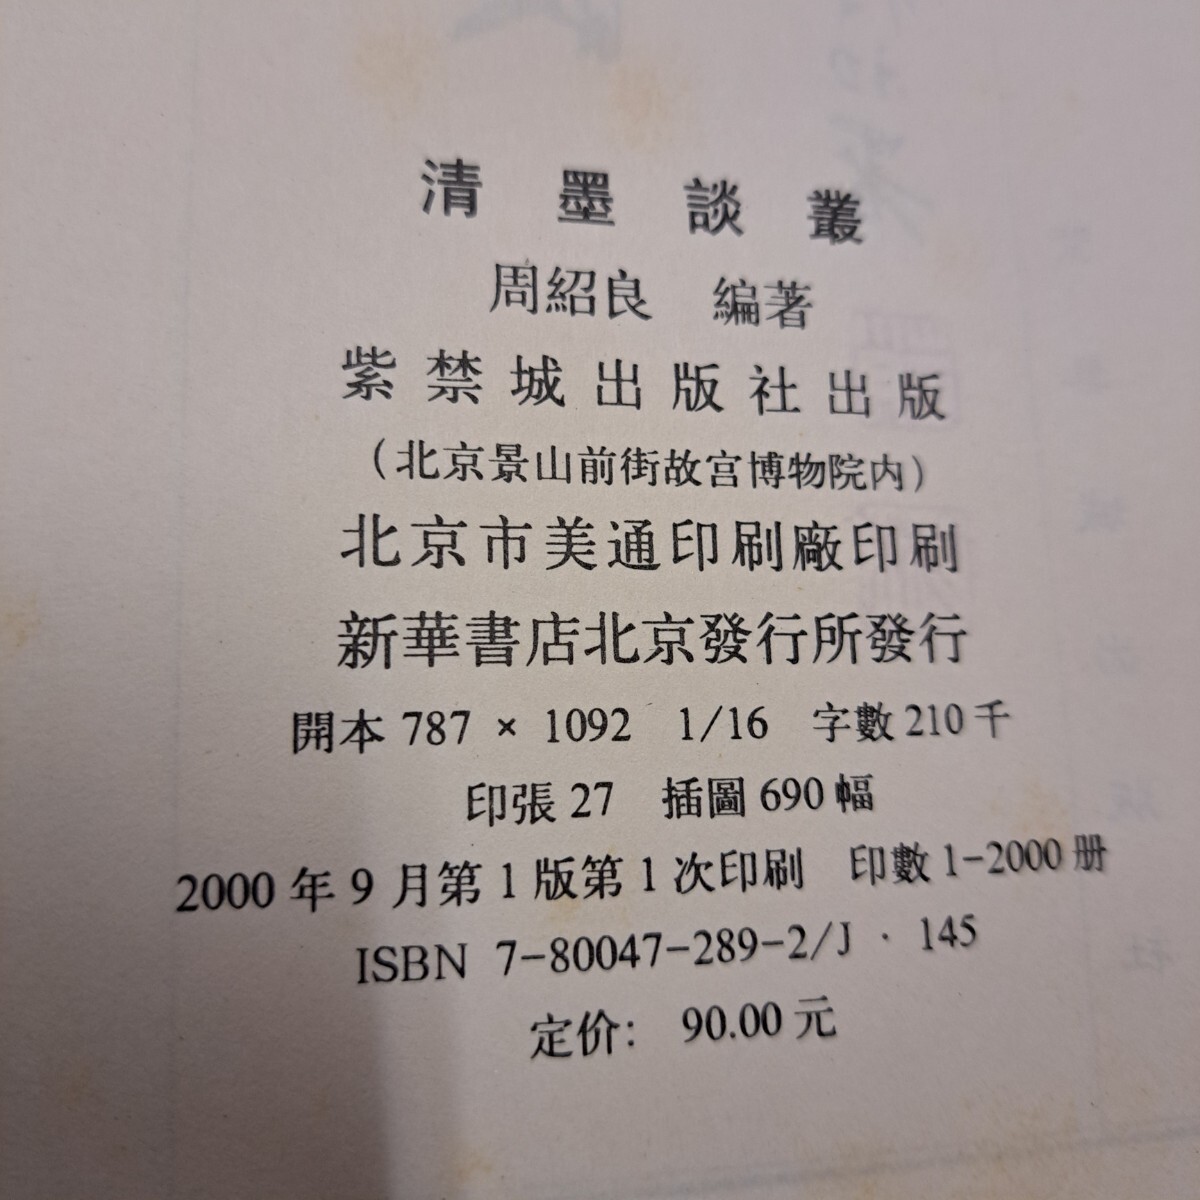 清墨談叢
周紹良 編著
紫禁城出版社出版
（北京景山前街故宫博物院内）
北京市美通印刷廠印刷
新華書店北京發行所發行
開本 787 × 1092 1/16 字數 210 千
印張 27 插圖 690 幅
2000 年 9 月第 1 版第 1 次印刷 印數 1-2000 册
ISBN 7-80047-289-2/J · 145
定价: 90.00 元